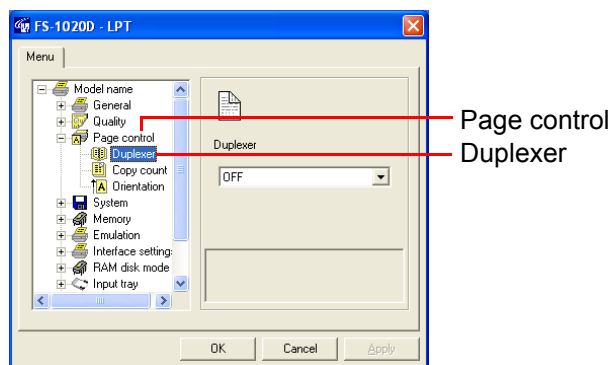 FS-1020D - LPT
Menu
Model name
General
Quality
Page control
Duplexer
Copy count
Orientation
System
Memory
Emulation
Interface setting
RAM disk mode
Input tray
Duplexer
OFF
OK Cancel Apply
Page control
Duplexer